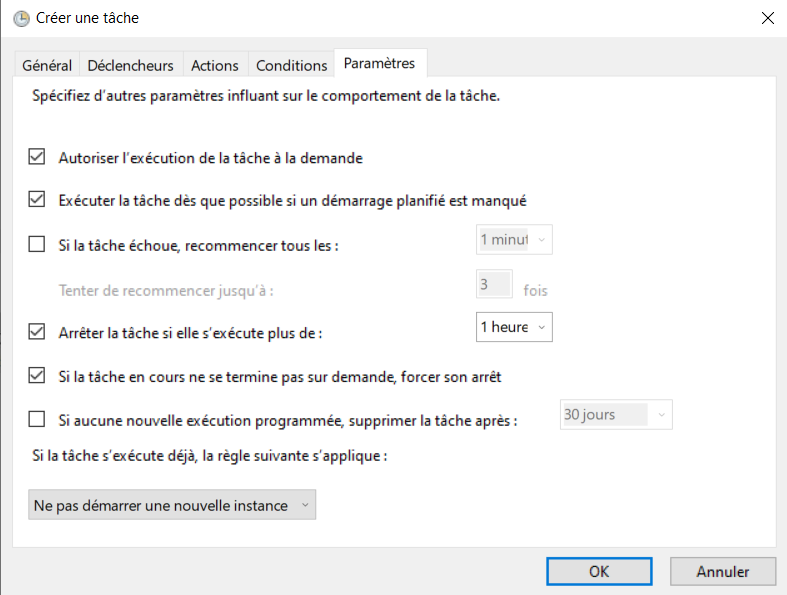 Créer une tâche
Général Déclencheurs Actions Conditions Paramètres
Spécifiez d'autres paramètres influant sur le comportement de la tâche.
Autoriser l'exécution de la tâche à la demande
Exécuter la tâche dès que possible si un démarrage planifié est manqué
Si la tâche échoue, recommencer tous les : 1 minut
Tenter de recommencer jusqu'à : 3 fois
Arrêter la tâche si elle s'exécute plus de : 1 heure
Si la tâche en cours ne se termine pas sur demande, forcer son arrêt
Si aucune nouvelle exécution programmée, supprimer la tâche après : 30 jours
Si la tâche s'exécute déjà, la règle suivante s'applique :
Ne pas démarrer une nouvelle instance
OK Annuler